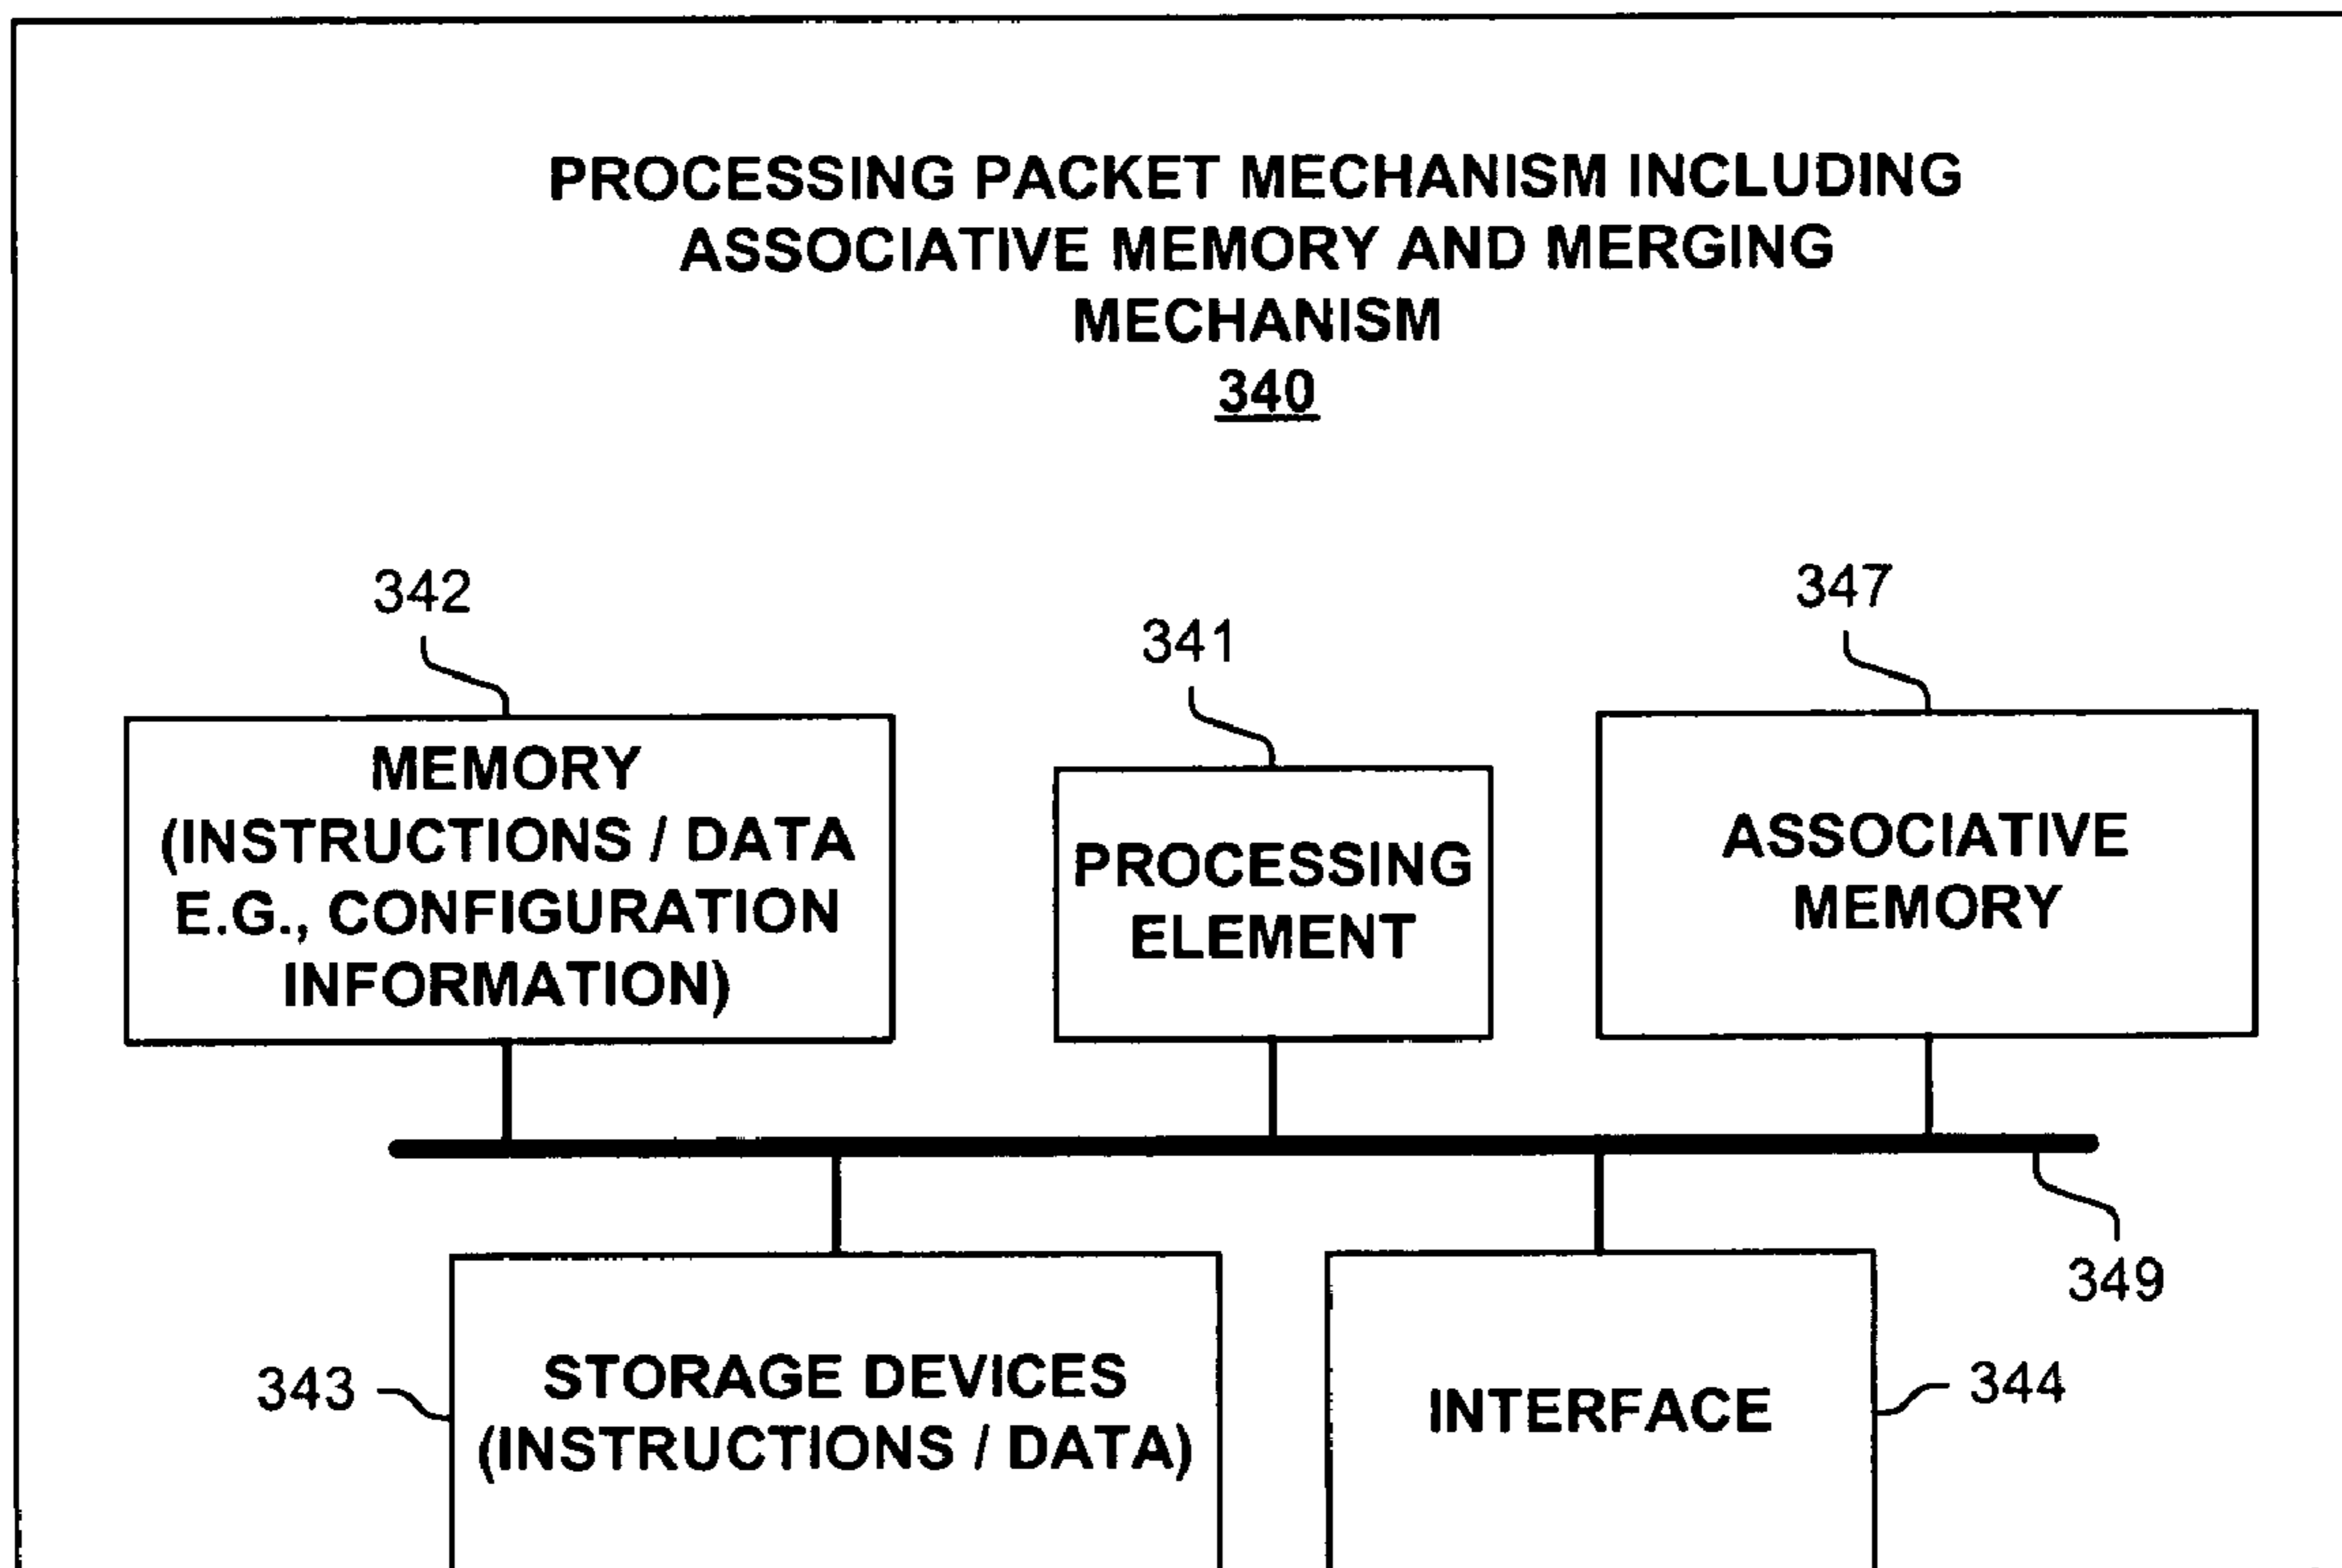 PROCESSING PACKET MECHANISM INCLUDING
ASSOCIATIVE MEMORY AND MERGING
MECHANISM
340
342
341
347
MEMORY
(INSTRUCTIONS / DATA
E.G., CONFIGURATION
INFORMATION)
PROCESSING
ELEMENT
ASSOCIATIVE
MEMORY
349
343
STORAGE DEVICES
(INSTRUCTIONS / DATA)
INTERFACE
344